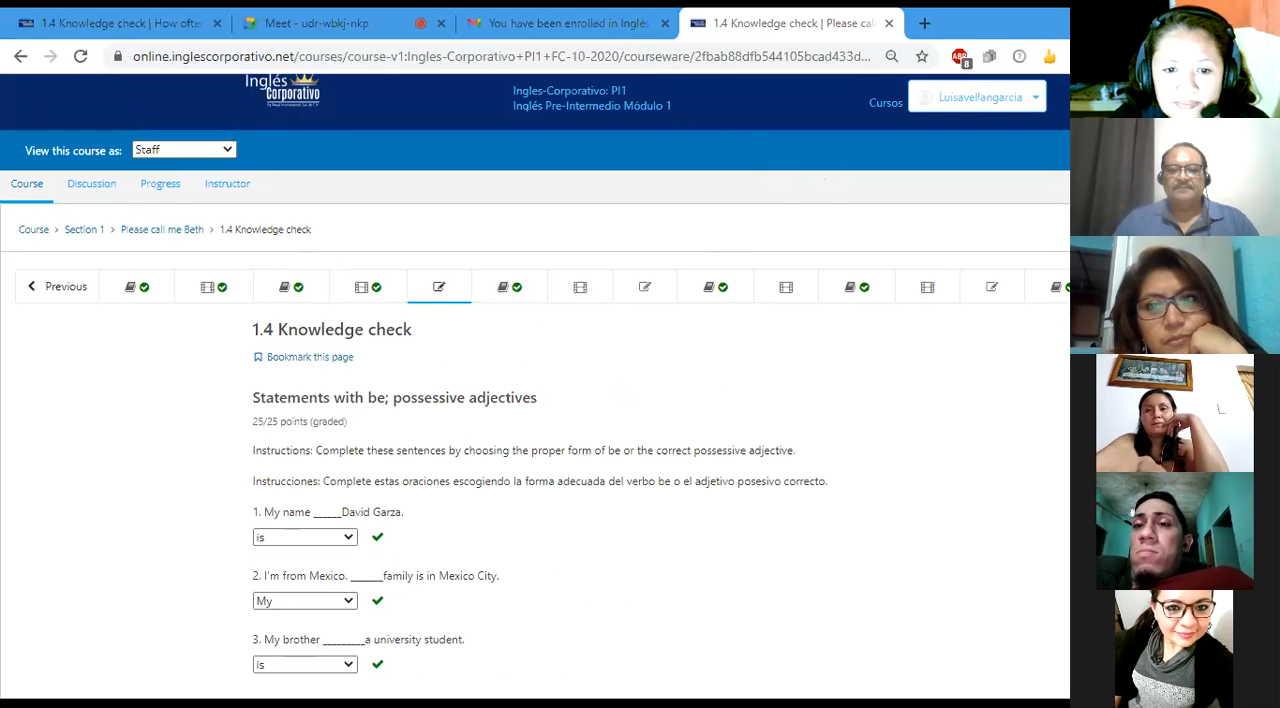 1.4 Knowledge check | How ofte
Meet - udr-wbkj-nkp
You have been enrolled in Inglés
1.4 Knowledge check | Please call
online.inglescorporativo.net/courses/course-v1:Ingles-Corporativo+PI1+FC-10-2020/courseware/2fbab88dfb544105bcad433d...
ABP
8
Inglés
Corporativo
Ingles-Corporativo: PI1
Inglés Pre-Intermedio Módulo 1
Cursos
Luisavellangarcia
View this course as:
Staff
Course
Discussion
Progress
Instructor
Course > Section 1 > Please call me Beth > 1.4 Knowledge check
Previous
1.4 Knowledge check
Bookmark this page
Statements with be; possessive adjectives
25/25 points (graded)
Instructions: Complete these sentences by choosing the proper form of be or the correct possessive adjective.
Instrucciones: Complete estas oraciones escogiendo la forma adecuada del verbo be o el adjetivo posesivo correcto.
1. My name ______David Garza.
is
2. I'm from Mexico. _______family is in Mexico City.
My
3. My brother _________a university student.
is